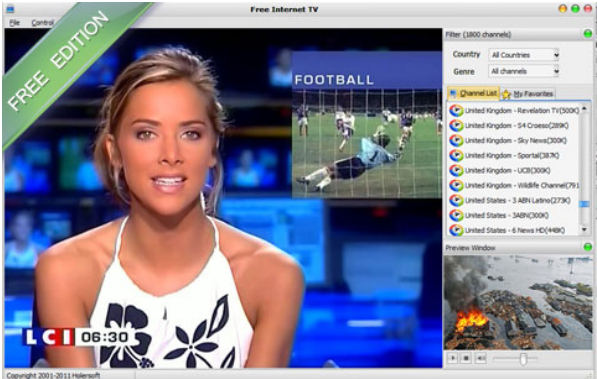 Free Internet TV
File Control
FREE EDITION
Filter (1800 channels)
Country All Countries
Genre All channels
Channel List My Favorites
United Kingdom - Revelation TV(500K)
United Kingdom - S4 Croeso(289K)
United Kingdom - Sky News(300K)
United Kingdom - Sportal(387K)
United Kingdom - UCB(300K)
United Kingdom - Wildlife Channel(791
United States - 3 ABN Latino(273K)
United States - 3ABN(300K)
United States - 6 News HD(448K)
Preview Window
FOOTBALL
LCI 06:30
Copyright 2001-2011 Holersoft